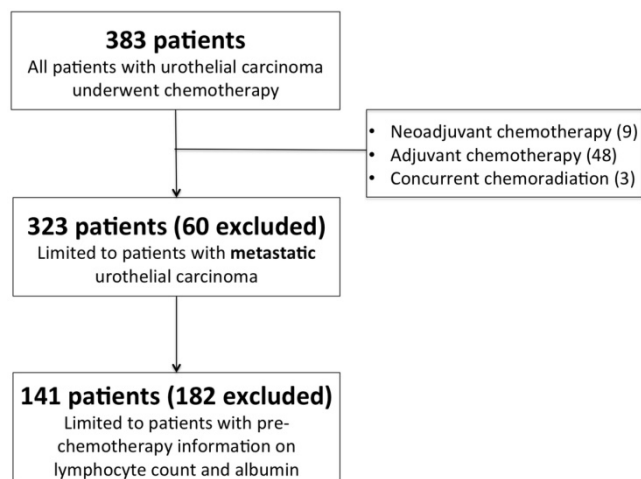 383 patients
All patients with urothelial carcinoma
underwent chemotherapy
• Neoadjuvant chemotherapy (9)
• Adjuvant chemotherapy (48)
• Concurrent chemoradiation (3)
323 patients (60 excluded)
Limited to patients with metastatic
urothelial carcinoma
141 patients (182 excluded)
Limited to patients with pre-
chemotherapy information on
lymphocyte count and albumin